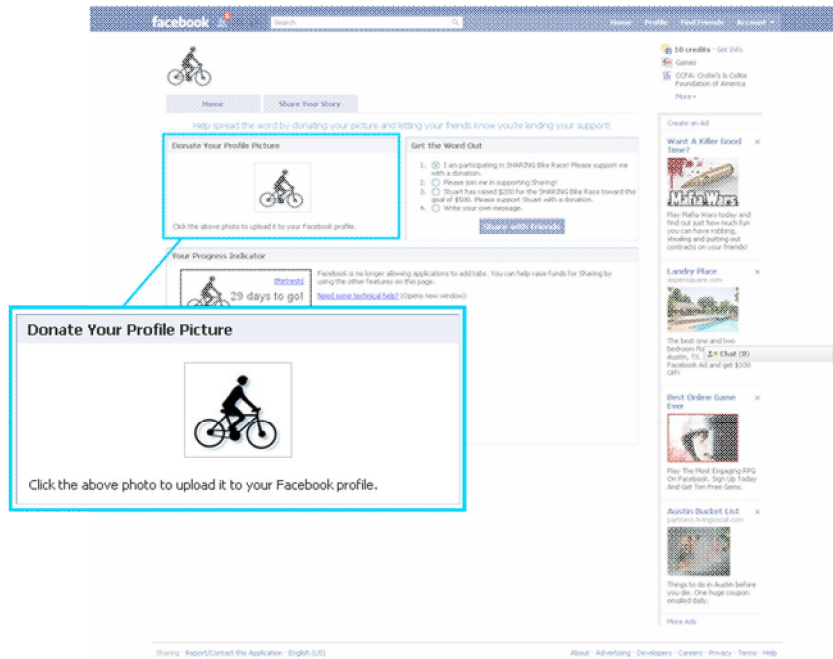 facebook
Search
Home Profile Find Friends Account
18 credits · Get Info
Games
CCFA: Crohn's & Colitis
Foundation of America
More
Home Share Your Story
Help spread the word by donating your picture and letting your friends know you're lending your support!
Donate Your Profile Picture
Click the above photo to upload it to your Facebook profile.
Get the Word Out
1. I am participating in SHARING Bike Race! Please support me
with a donation.
2. Please join me in supporting Sharing!
3. Stuart has raised $200 for the SHARING Bike Race toward the
goal of $500. Please support Stuart with a donation.
4. Write your own message.
Share with Friends
Your Progress Indicator
(Refresh)
29 days to go!
Facebook is no longer allowing applications to add tabs. You can help raise funds for Sharing by
using the other features on this page.
Need some technical help? (Opens new window)
Donate Your Profile Picture
Click the above photo to upload it to your Facebook profile.
Create an Ad
Want A Killer Good
Time? x
Mafia Wars
Play Mafia Wars today and
find out just how much fun
you can have robbing,
stealing and putting out
contracts on your friends!
Landry Place x
aspensquare.com
The best one and two
bedroom
Austin, TX.
Facebook Ad and get $100
Off!
Chat (8)
Best Online Game
Ever x
Play The Most Engaging RPG
On Facebook. Sign Up Today
And Get Ten Free Gems.
Austin Bucket List x
partners.livingsocial.com
Things to do in Austin before
you die. One huge coupon
emailed daily.
More Ads
Sharing · Report/Contact this Application · English (US)
About · Advertising · Developers · Careers · Privacy · Terms · Help